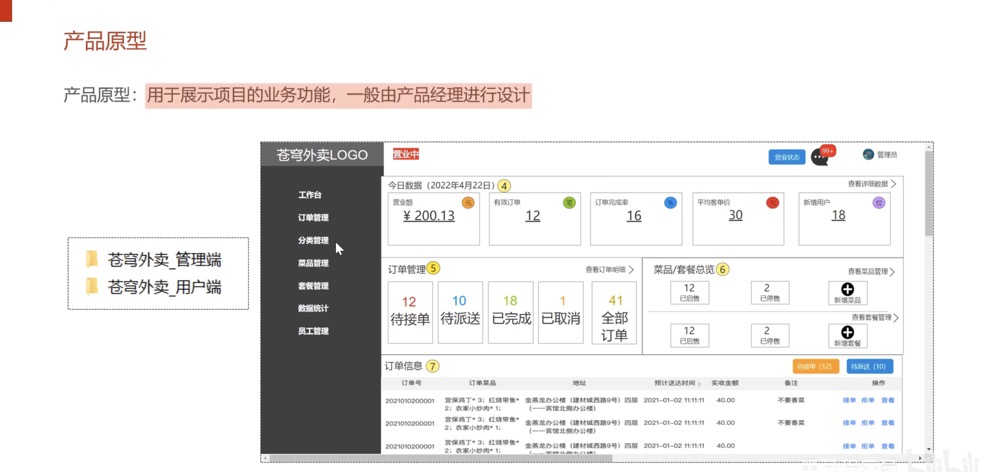 产品原型
产品原型：用于展示项目的业务功能，一般由产品经理进行设计
苍穹外卖_管理端
苍穹外卖_用户端
苍穹外卖LOGO
营业中
营业状态
99+
管理员
工作台
订单管理
分类管理
菜品管理
套餐管理
数据统计
员工管理
今日数据（2022年4月22日） 4
查看详细数据
营业额 元
¥ 200.13
有效订单 笔
12
订单完成率 %
16
平均客单价
30
新增用户 位
18
订单管理 5
查看订单明细
12
待接单
10
待派送
18
已完成
1
已取消
41
全部
订单
菜品/套餐总览 6
查看菜品管理
12
已启售
2
已停售
新增菜品
查看套餐管理
12
已启售
2
已停售
新增套餐
订单信息 7
待接单（12） 待派送（10）
订单号 订单菜品 地址 预计送达时间 实收金额 备注 操作
2021010200001 宫保鸡丁* 3；红烧带鱼*
2；农家小炒肉* 1； 金燕龙办公楼（建材城西路9号）四层
（一一宾馆北侧办公楼） 2021-01-02 11:11:11 40.00 不要香菜 接单 拒单 查看
2021010200001 宫保鸡丁* 3；红烧带鱼*
2；农家小炒肉* 1； 金燕龙办公楼（建材城西路9号）四层
（一一宾馆北侧办公楼） 2021-01-02 11:11:11 40.00 不要香菜 接单 拒单 查看
2021010200001 宫保鸡丁* 3；红烧带鱼*
2；农家小炒肉* 1； 金燕龙办公楼（建材城西路9号）四层
2021-01-02 11:11:11 40.00 接单 拒单 查看